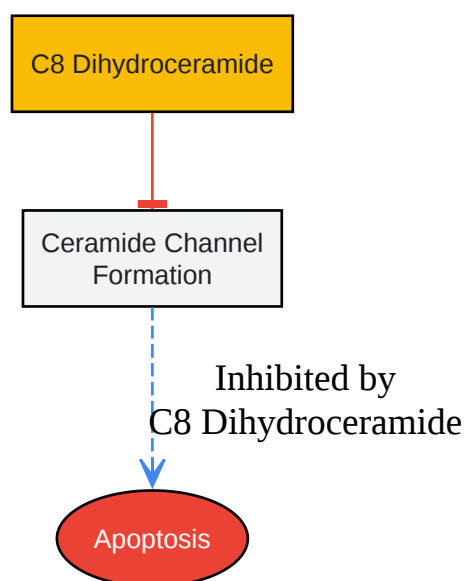 C8 Dihydroceramide
Ceramide Channel
Formation
Inhibited by
C8 Dihydroceramide
Apoptosis